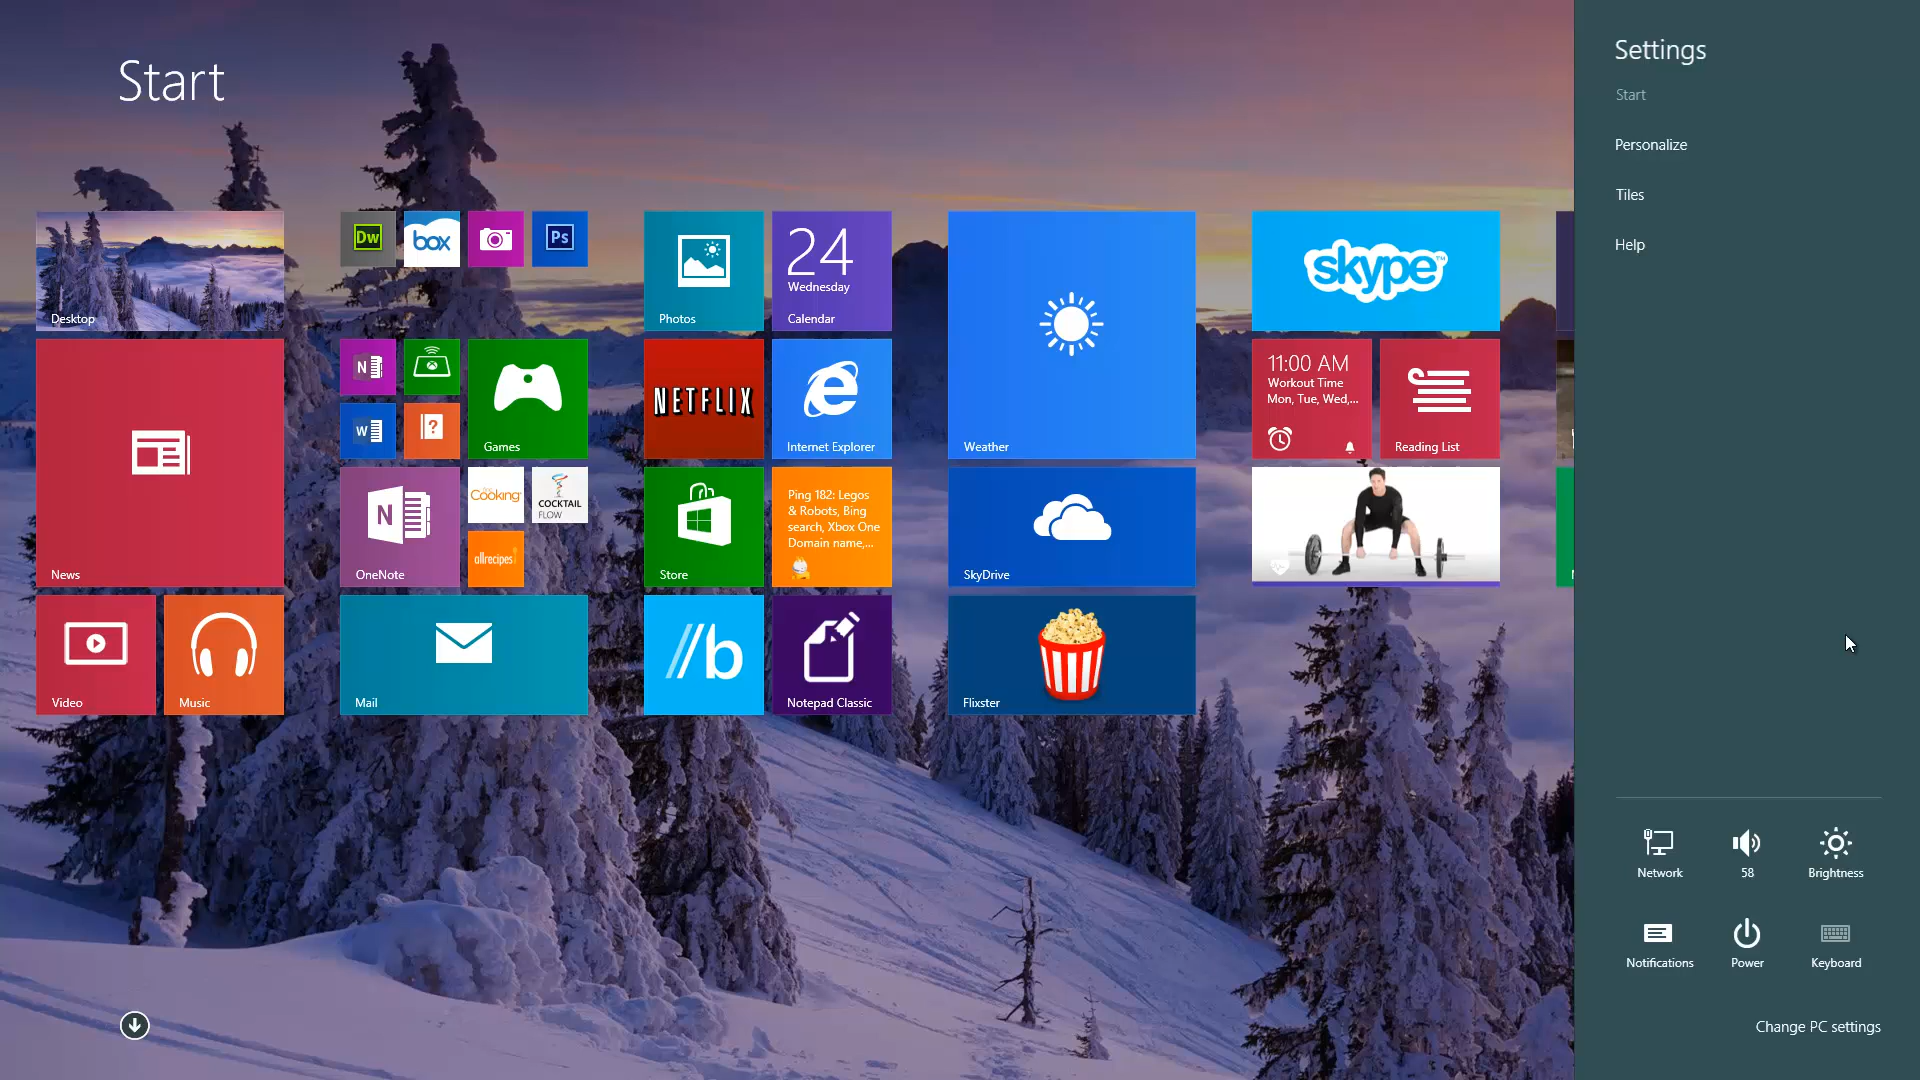 Start
Desktop
News
Video
Music
Dw
box
Ps
N
W
?
Games
N
OneNote
Cooking
COCKTAIL
FLOW
allrecipes!
Mail
Photos
24
Wednesday
Calendar
NETFLIX
Internet Explorer
Store
Ping 182: Legos
& Robots, Bing
search, Xbox One
Domain name,...
//b
Notepad Classic
Weather
SkyDrive
Flixster
skype™
11:00 AM
Workout Time
Mon, Tue, Wed,...
Reading List
Settings
Start
Personalize
Tiles
Help
Network
58
Brightness
Notifications
Power
Keyboard
Change PC settings